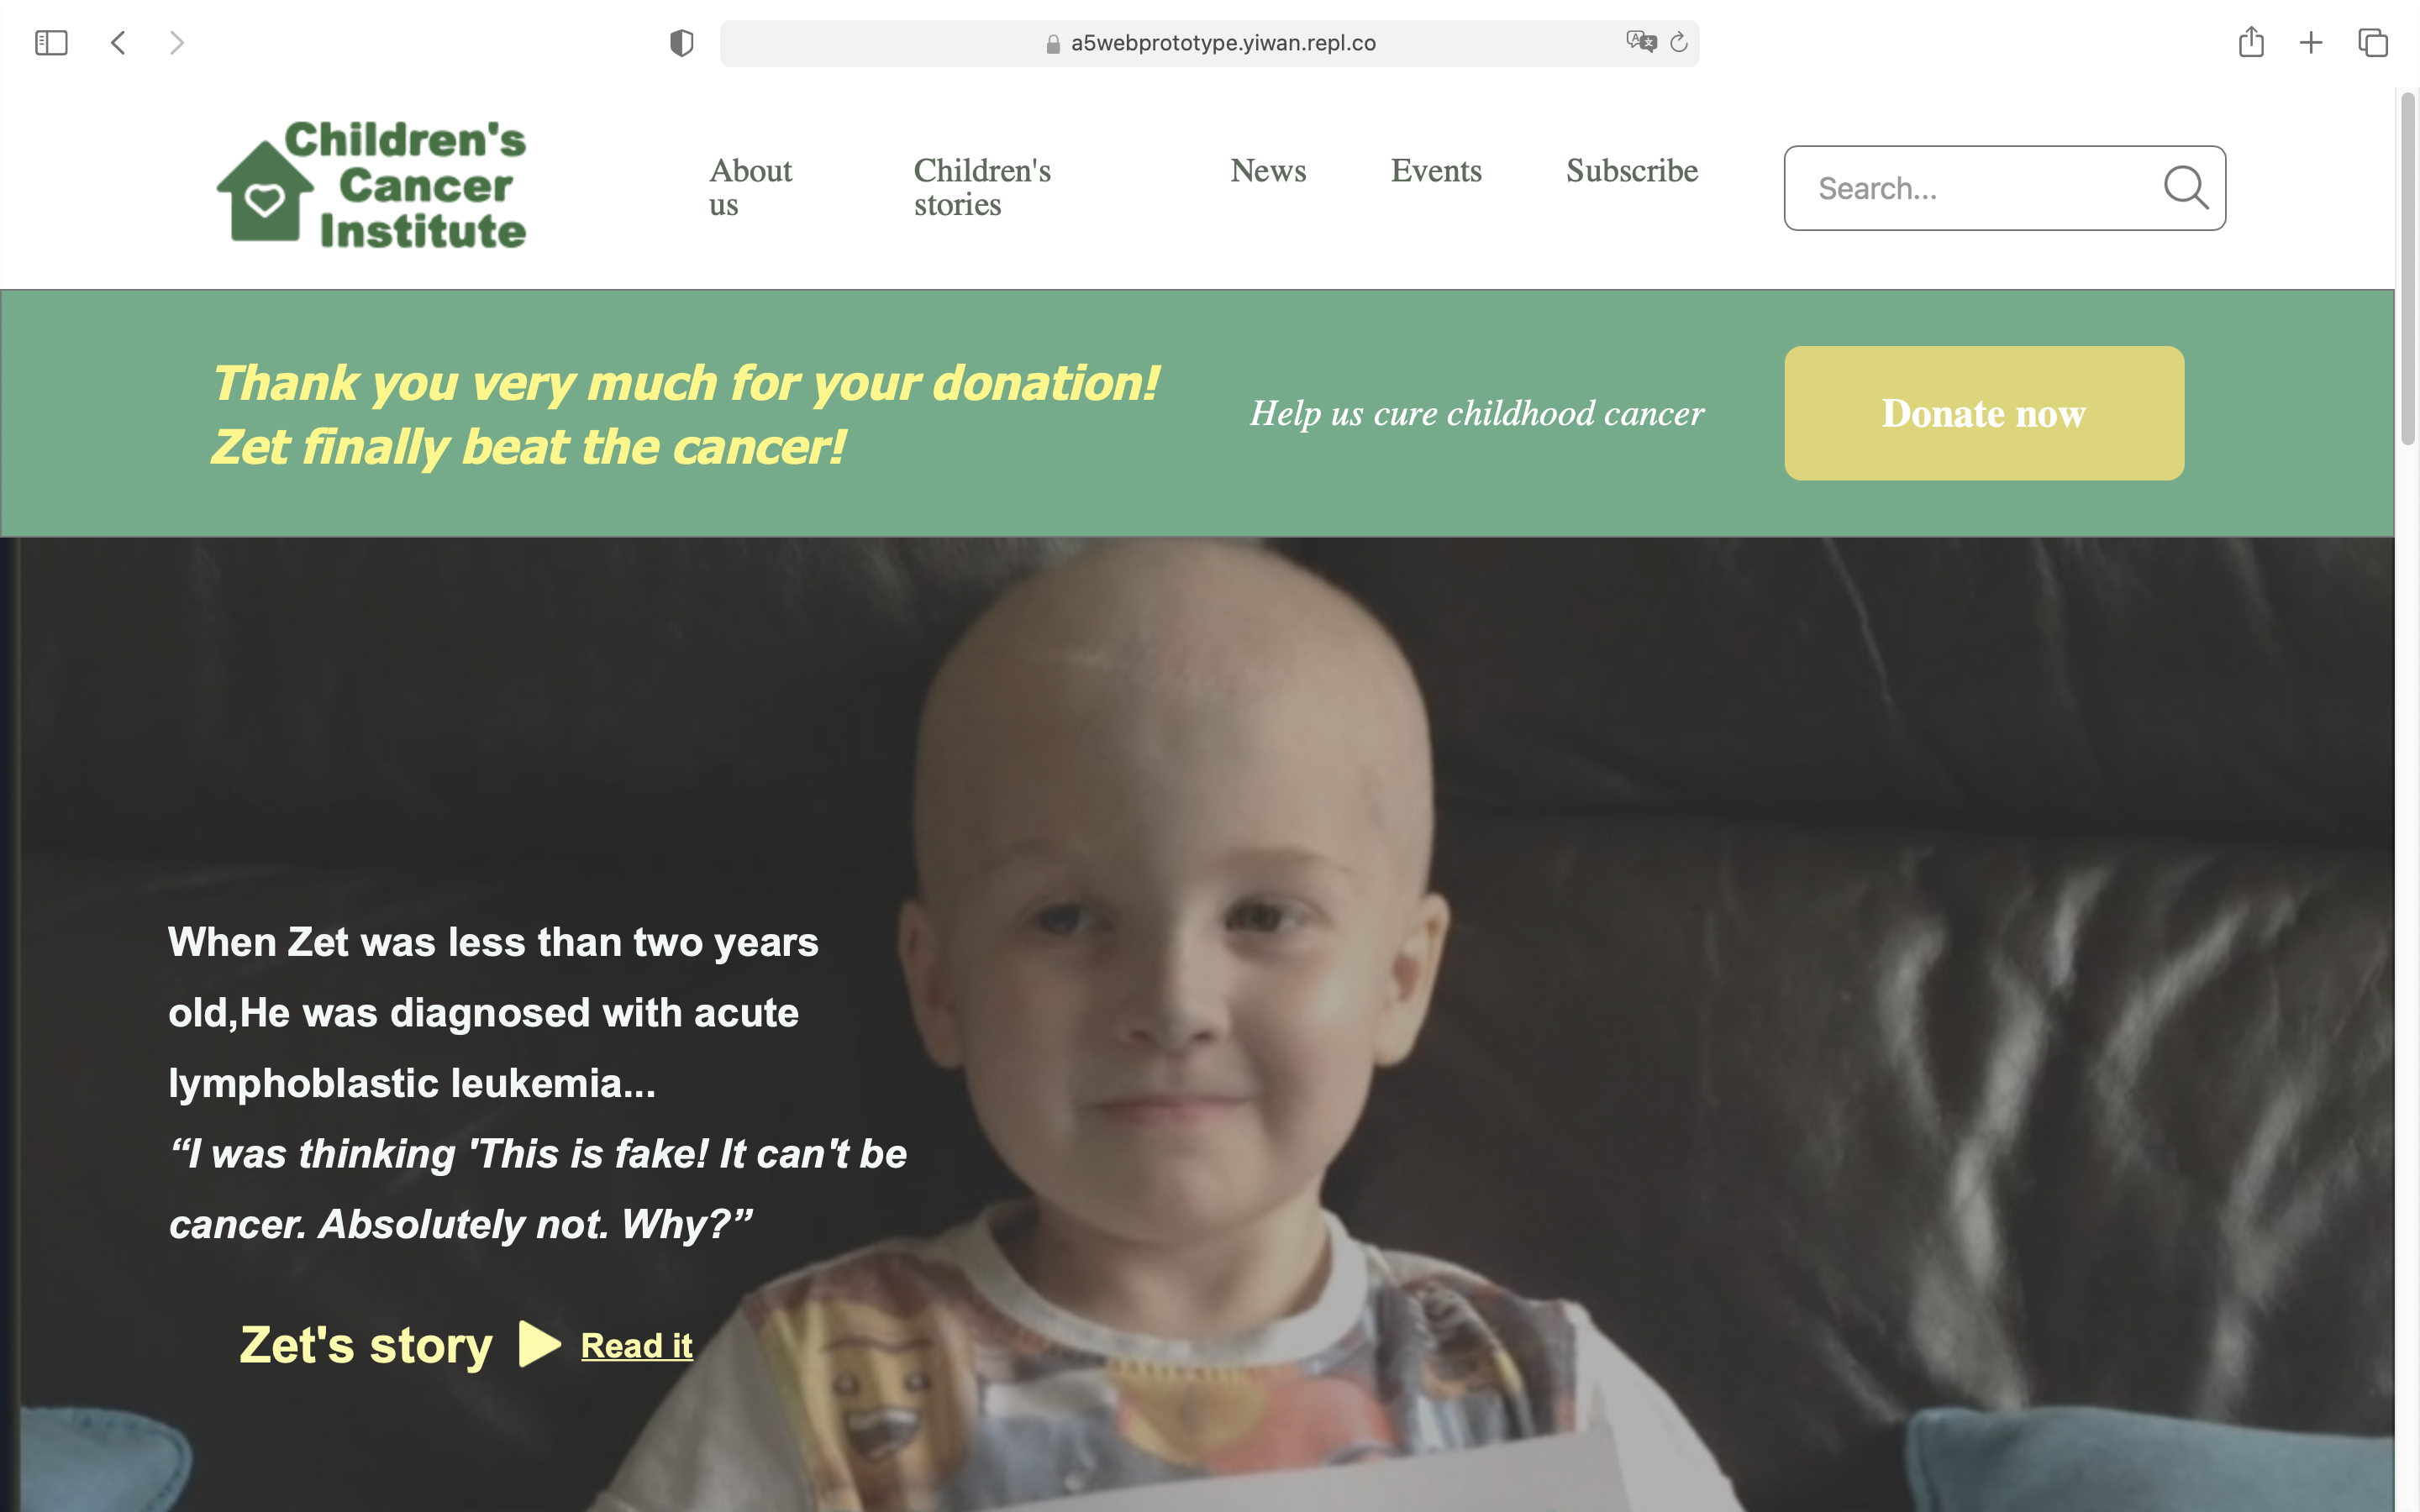 a5webprototype.yiwan.repl.co
Children's
Cancer
Institute
About
us
Children's
stories
News
Events
Subscribe
Search...
Thank you very much for your donation!
Zet finally beat the cancer!
Help us cure childhood cancer
Donate now
When Zet was less than two years
old,He was diagnosed with acute
lymphoblastic leukemia...
“I was thinking 'This is fake! It can't be
cancer. Absolutely not. Why?”
Zet's story
Read it